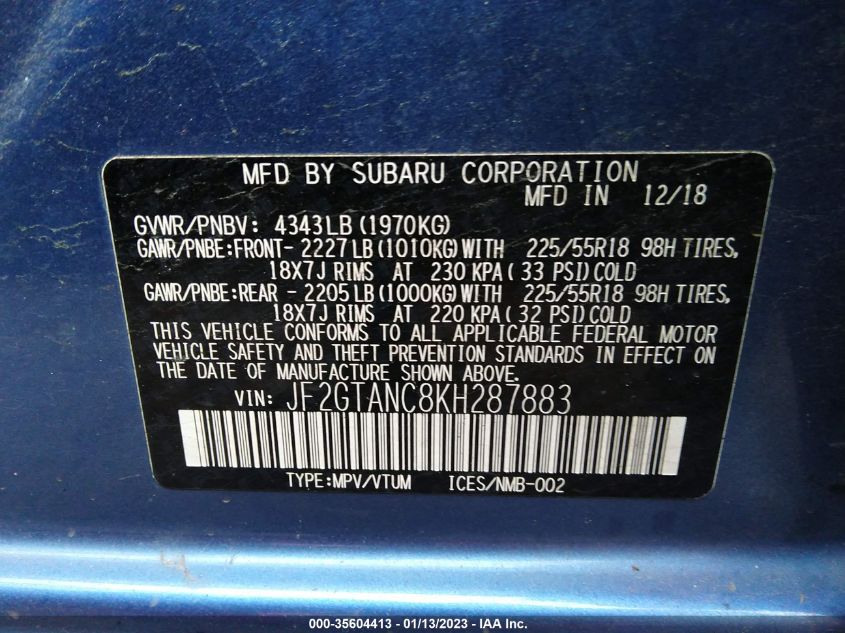 MFD BY SUBARU CORPORATION
MFD IN 12/18
GVWR/PNBV: 4343LB (1970KG)
GAWR/PNBE:FRONT- 2227LB (1010KG) WITH 225/55R18 98H TIRES,
18X7J RIMS AT 230 KPA ( 33 PSI) COLD
GAWR/PNBE:REAR - 2205LB (1000KG) WITH 225/55R18 98H TIRES,
18X7J RIMS AT 220 KPA ( 32 PSI) COLD
THIS VEHICLE CONFORMS TO ALL APPLICABLE FEDERAL MOTOR
VEHICLE SAFETY AND THEFT PREVENTION STANDARDS IN EFFECT ON
THE DATE OF MANUFACTURE SHOWN ABOVE.
VIN: JF2GTANC8KH287883
TYPE:MPV/VTUM ICES/NMB-002
000-35604413 - 01/13/2023 - IAA Inc.